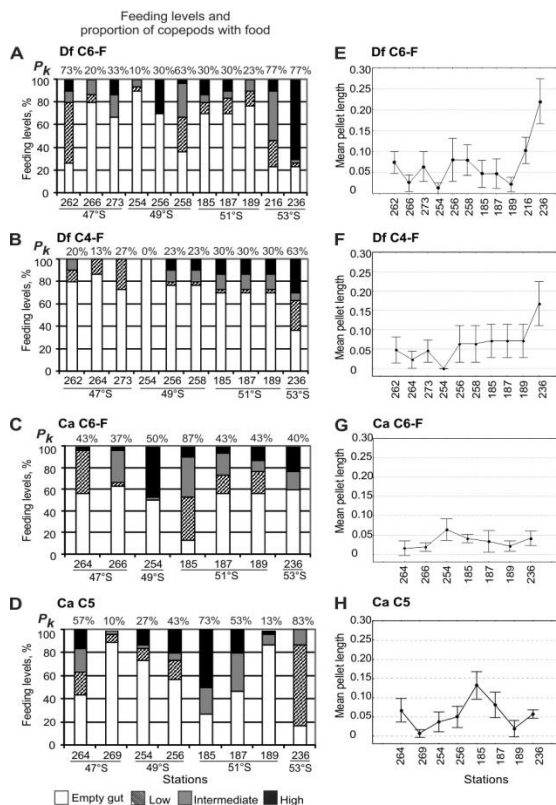 Feeding levels and
proportion of copepods with food
A Df C6-F
Pk 73% 20% 33% 10% 30% 63% 30% 30% 23% 77% 77%
Feeding levels, %
100
80
60
40
20
0
262 266 273 254 256 258 185 187 189 216 236
47°S 49°S 51°S 53°S
E Df C6-F
Mean pellet length
0.30
0.25
0.20
0.15
0.10
0.05
0
262 266 273 254 256 258 185 187 189 216 236
B Df C4-F
Pk 20% 13% 27% 0% 23% 23% 30% 30% 30% 63%
Feeding levels, %
100
80
60
40
20
0
262 264 273 254 256 258 185 187 189 236
47°S 49°S 51°S 53°S
F Df C4-F
Mean pellet length
0.30
0.25
0.20
0.15
0.10
0.05
0
262 264 273 254 256 258 185 187 189 236
C Ca C6-F
Pk 43% 37% 50% 87% 43% 43% 40%
Feeding levels, %
100
80
60
40
20
0
264 266 254 185 187 189 236
47°S 49°S 51°S 53°S
G Ca C6-F
Mean pellet length
0.30
0.25
0.20
0.15
0.10
0.05
0
264 266 254 185 187 189 236
D Ca C5
Pk 57% 10% 27% 43% 73% 53% 13% 83%
Feeding levels, %
100
80
60
40
20
0
264 269 254 256 185 187 189 236
47°S 49°S 51°S 53°S
Stations
H Ca C5
Mean pellet length
0.30
0.25
0.20
0.15
0.10
0.05
0
264 269 254 256 185 187 189 236
Stations
Empty gut Low Intermediate High